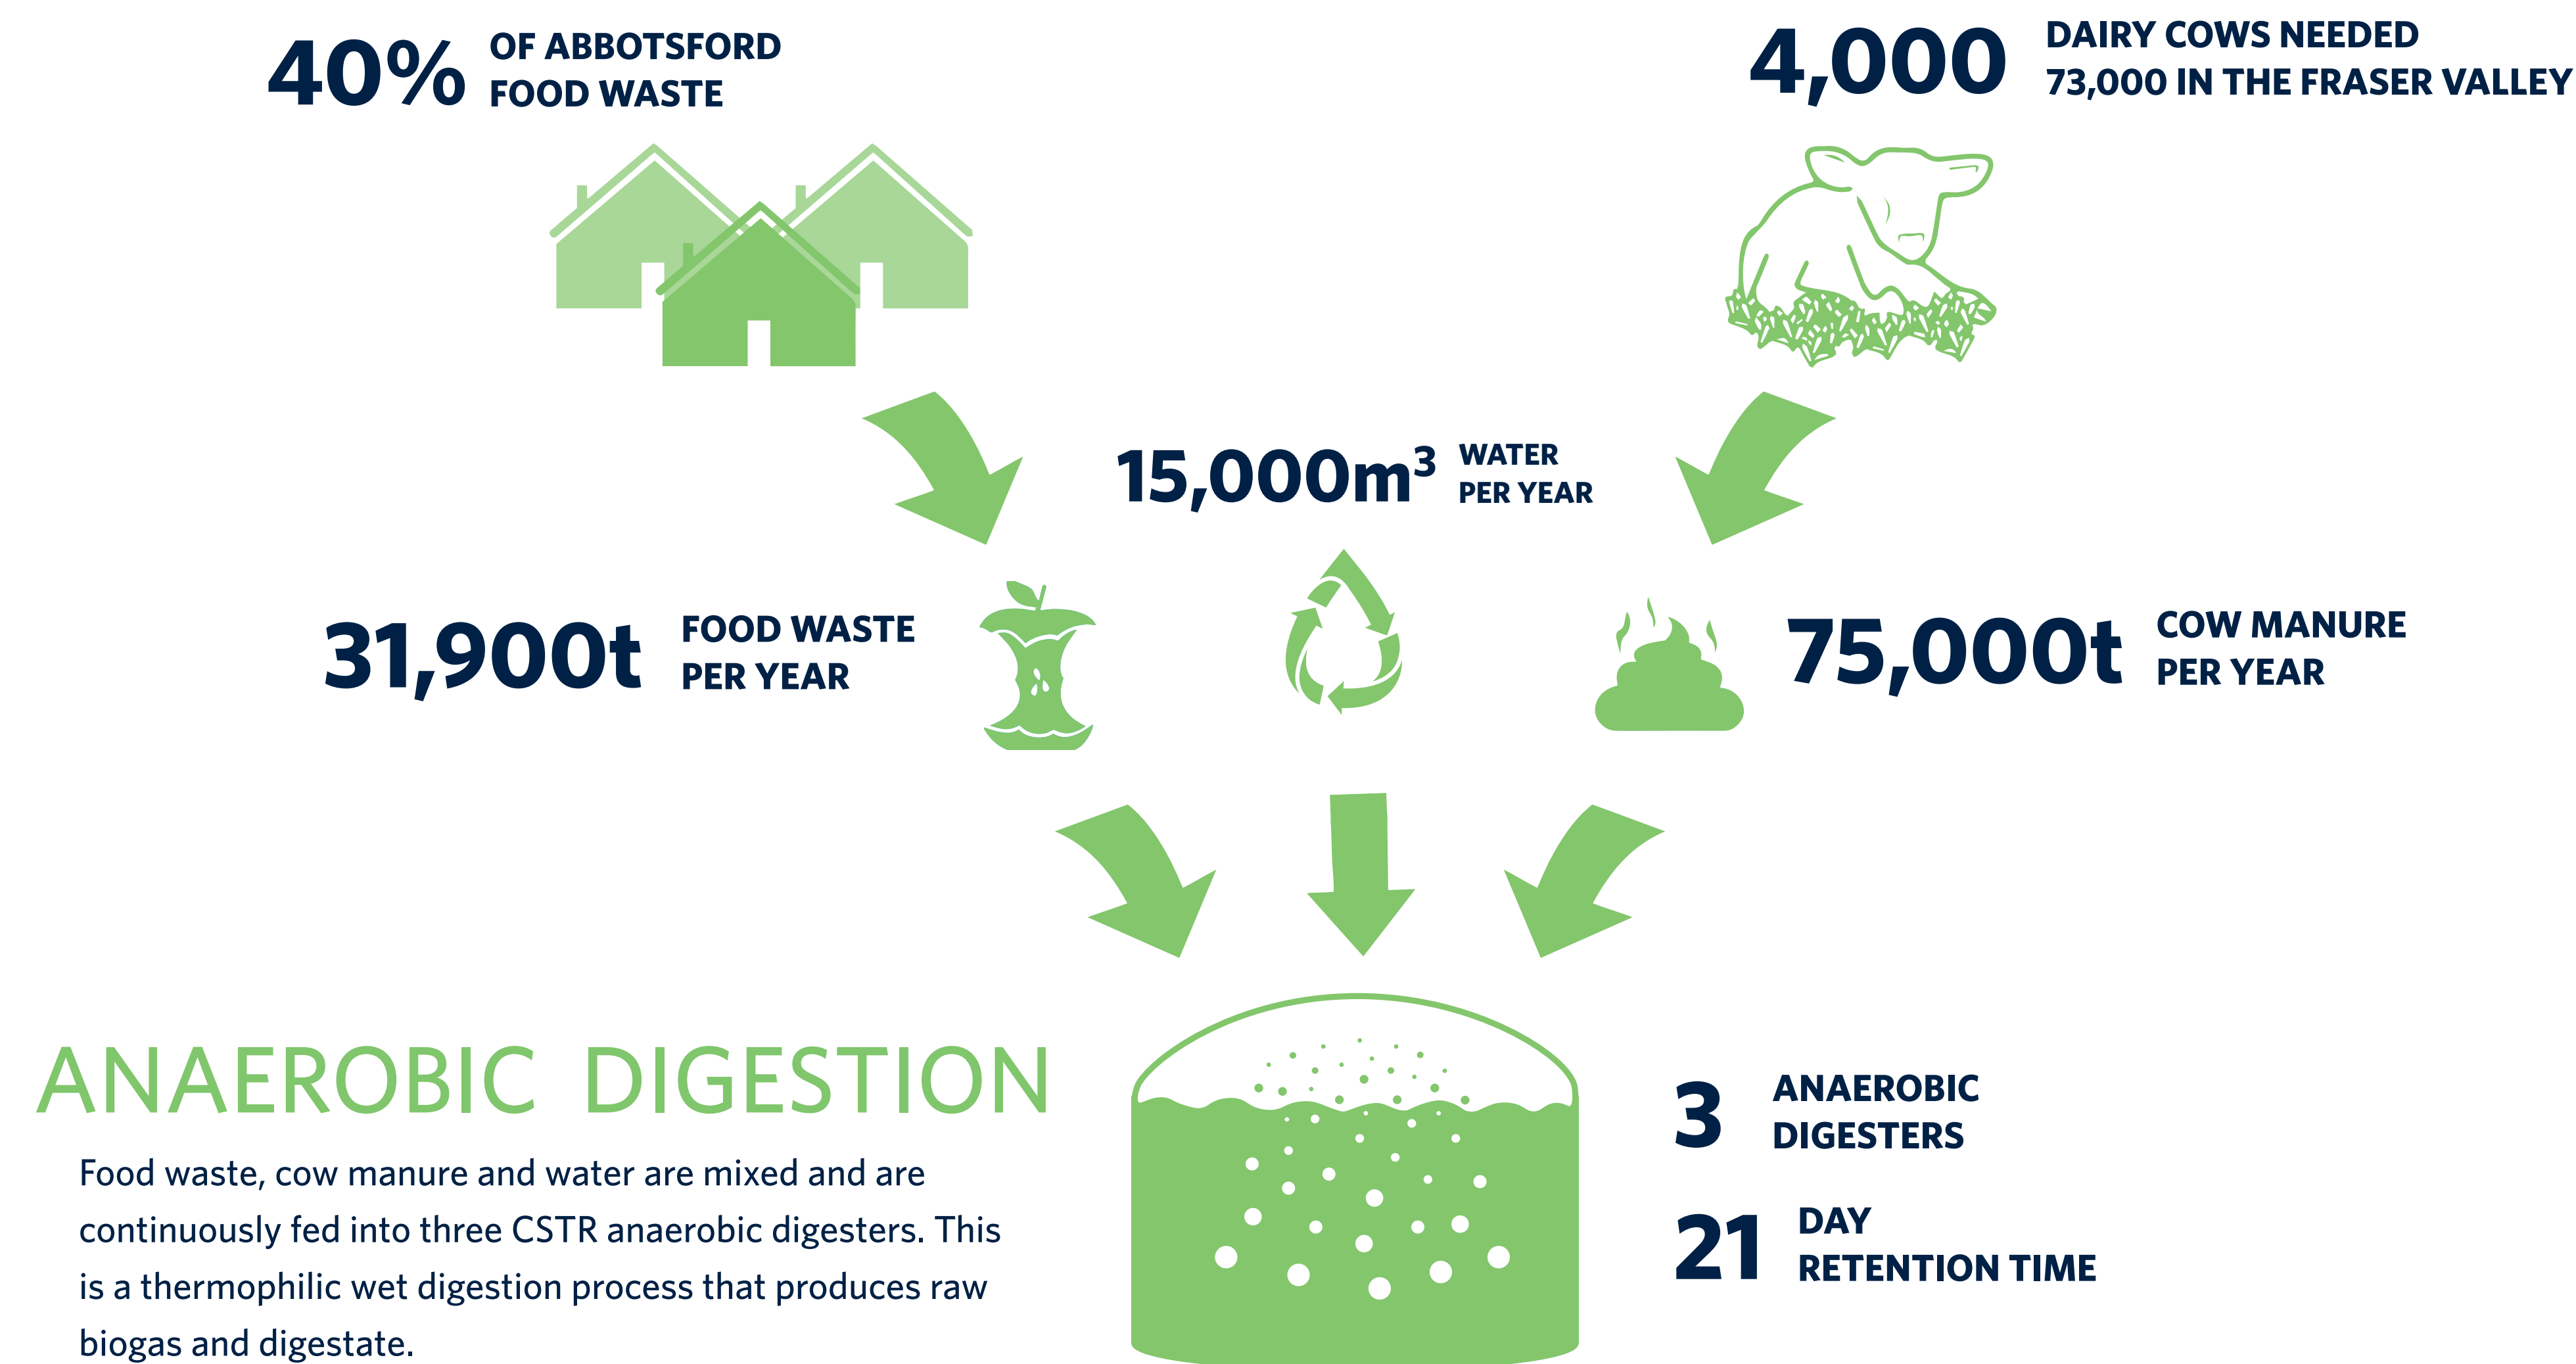 40% OF ABBOTSFORD
FOOD WASTE
4,000 DAIRY COWS NEEDED
73,000 IN THE FRASER VALLEY
15,000m³ WATER
PER YEAR
31,900t FOOD WASTE
PER YEAR
75,000t COW MANURE
PER YEAR
ANAEROBIC DIGESTION
Food waste, cow manure and water are mixed and are
continuously fed into three CSTR anaerobic digesters. This
is a thermophilic wet digestion process that produces raw
biogas and digestate.
3 ANAEROBIC
DIGESTERS
21 DAY
RETENTION TIME